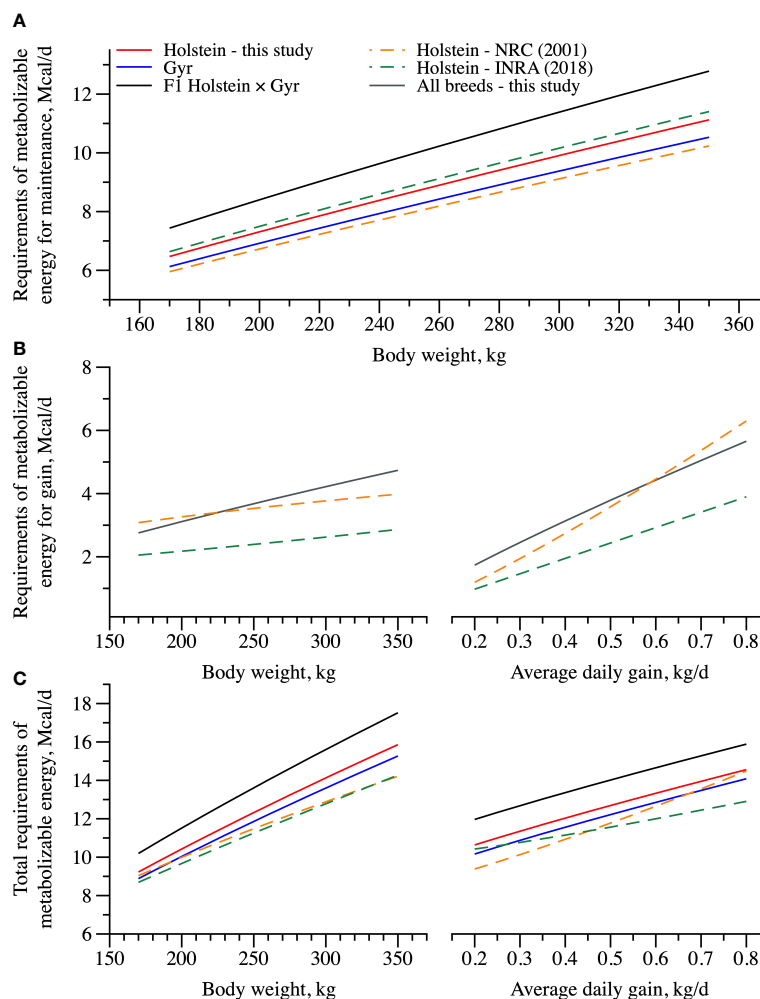 A
Holstein - this study
Gyr
F1 Holstein × Gyr
Holstein - NRC (2001)
Holstein - INRA (2018)
All breeds - this study
Requirements of metabolizable
energy for maintenance, Mcal/d
12
10
8
6
160 180 200 220 240 260 280 300 320 340 360
Body weight, kg
B
Requirements of metabolizable
energy for gain, Mcal/d
8
6
4
2
150 200 250 300 350
Body weight, kg
0.2 0.3 0.4 0.5 0.6 0.7 0.8
Average daily gain, kg/d
C
Total requirements of
metabolizable energy, Mcal/d
18
16
14
12
10
8
6
150 200 250 300 350
Body weight, kg
0.2 0.3 0.4 0.5 0.6 0.7 0.8
Average daily gain, kg/d